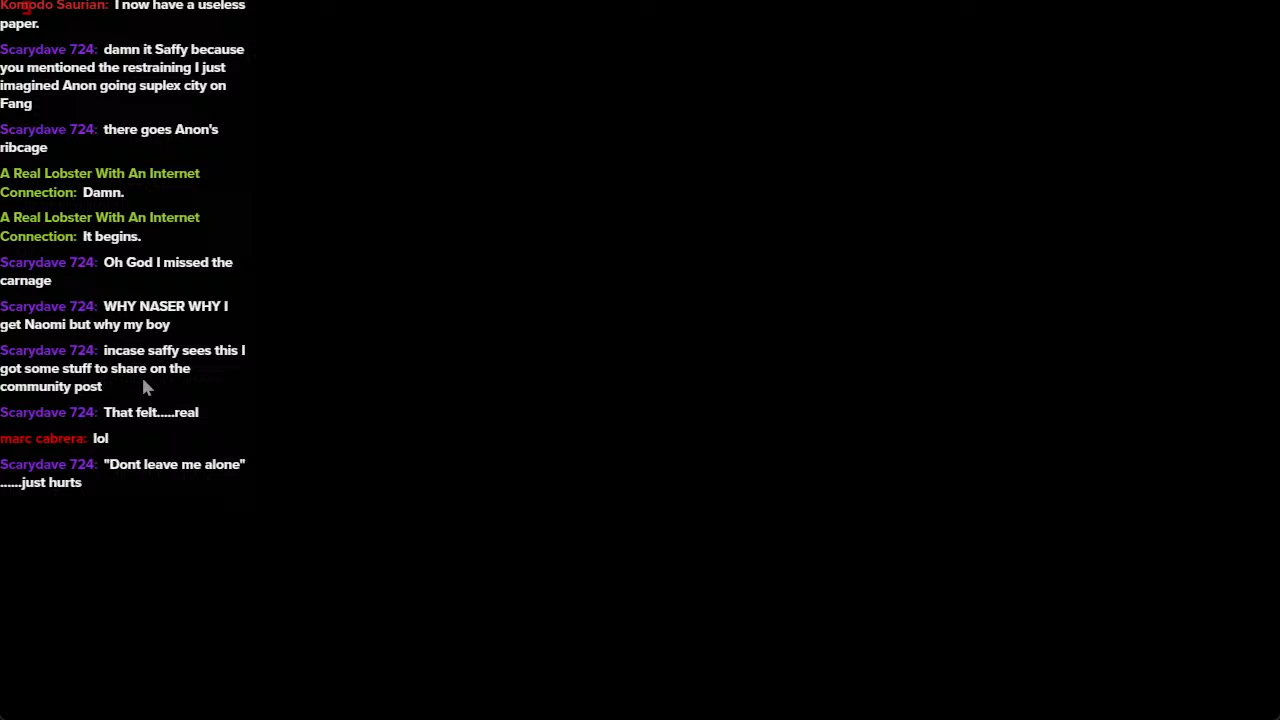 Komodo Saurian: I now have a useless
paper.
Scarydave 724: damn it Saffy because
you mentioned the restraining I just
imagined Anon going suplex city on
Fang
Scarydave 724: there goes Anon's
ribcage
A Real Lobster With An Internet
Connection: Damn.
A Real Lobster With An Internet
Connection: It begins.
Scarydave 724: Oh God I missed the
carnage
Scarydave 724: WHY NASER WHY I
get Naomi but why my boy
Scarydave 724: incase saffy sees this I
got some stuff to share on the
community post
Scarydave 724: That felt.....real
marc cabrera: lol
Scarydave 724: "Dont leave me alone"
......just hurts